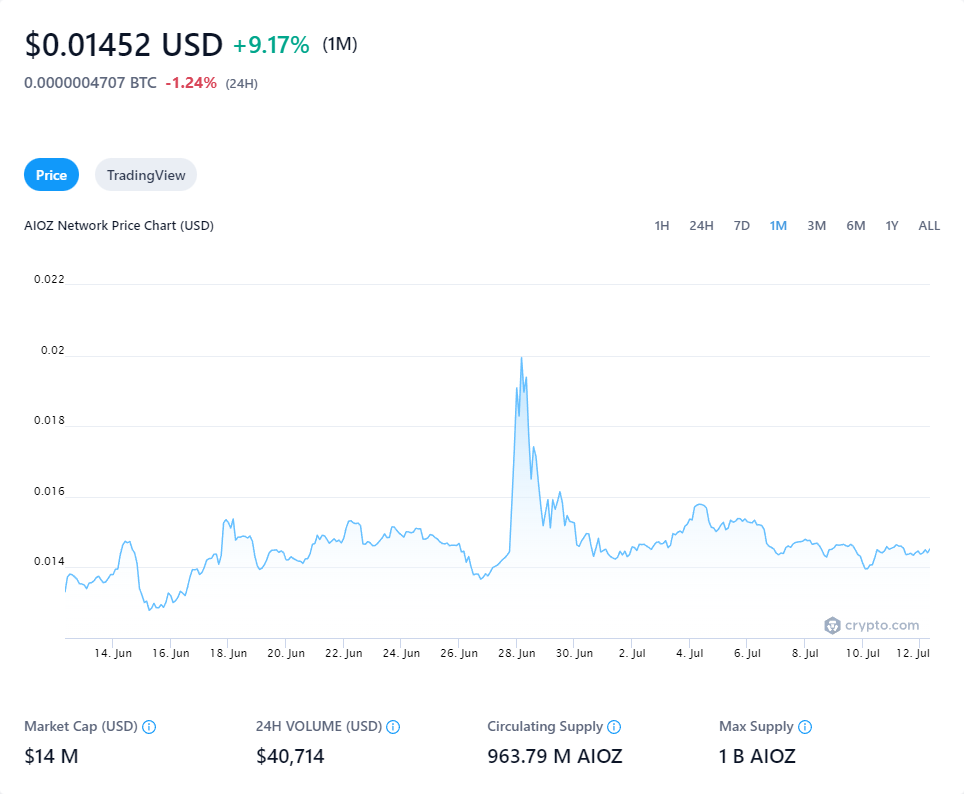 $0.01452 USD +9.17% (1M)
0.0000004707 BTC -1.24% (24H)
Price TradingView
AIOZ Network Price Chart (USD) 1H 24H 7D 1M 3M 6M 1Y ALL
0.022
0.02
0.018
0.016
0.014
crypto.com
14. Jun 16. Jun 18. Jun 20. Jun 22. Jun 24. Jun 26. Jun 28. Jun 30. Jun 2. Jul 4. Jul 6. Jul 8. Jul 10. Jul 12. Jul
Market Cap (USD) 24H VOLUME (USD) Circulating Supply Max Supply
$14 M $40,714 963.79 M AIOZ 1 B AIOZ